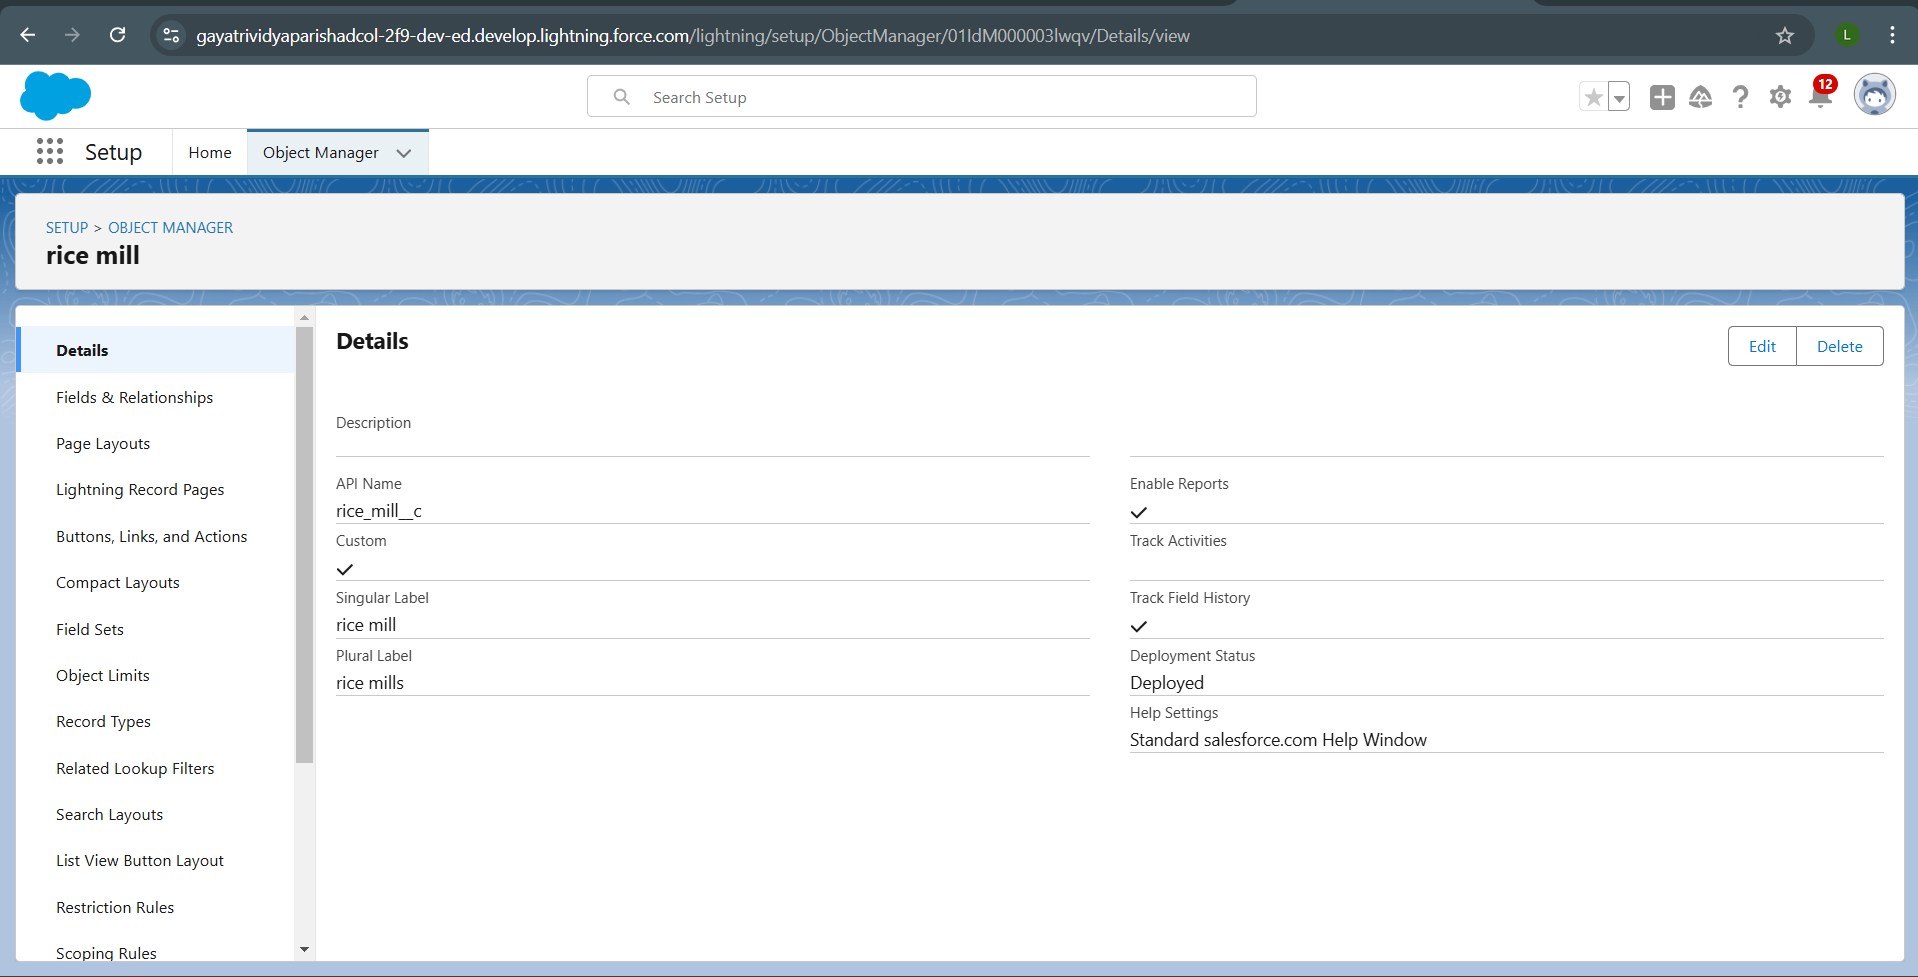 gayatrividyaparishadcol-2f9-dev-ed.develop.lightning.force.com/lightning/setup/ObjectManager/01IdM000003lwqv/Details/view
L
Search Setup
12
Setup
Home
Object Manager
SETUP > OBJECT MANAGER
rice mill
Details
Fields & Relationships
Page Layouts
Lightning Record Pages
Buttons, Links, and Actions
Compact Layouts
Field Sets
Object Limits
Record Types
Related Lookup Filters
Search Layouts
List View Button Layout
Restriction Rules
Scoping Rules
Details
Edit
Delete
Description
API Name
rice_mill__c
Custom
Singular Label
rice mill
Plural Label
rice mills
Enable Reports
Track Activities
Track Field History
Deployment Status
Deployed
Help Settings
Standard salesforce.com Help Window